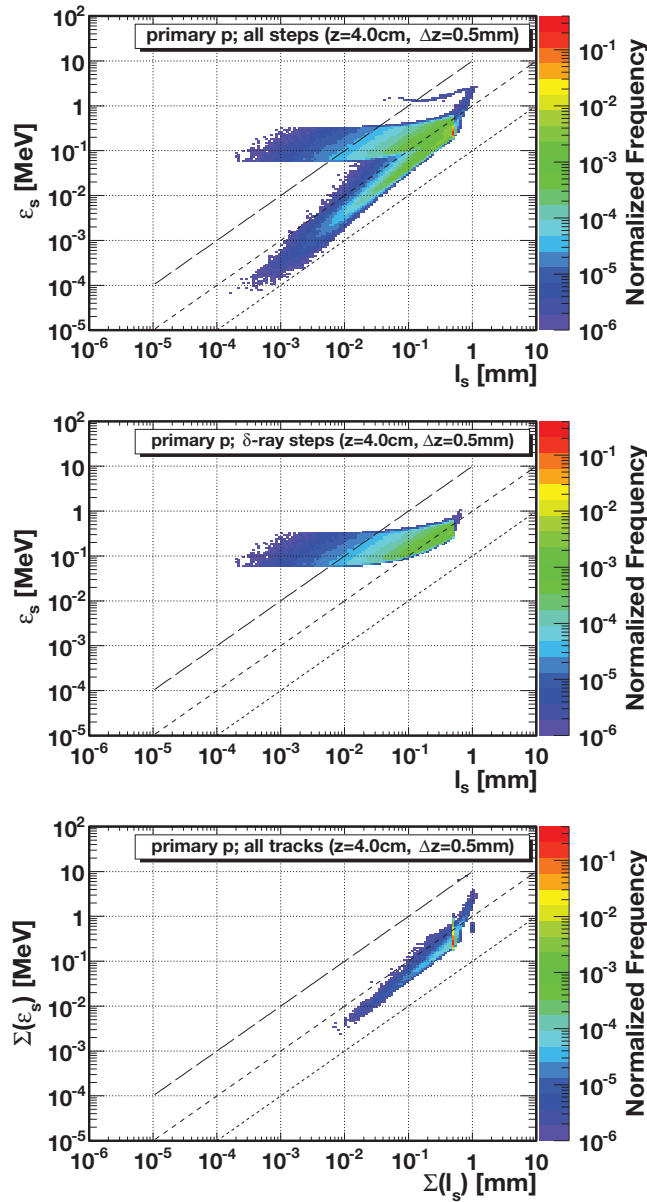 primary p; all steps (z=4.0cm, Δz=0.5mm)
10²
10
1
10⁻¹
10⁻²
10⁻³
10⁻⁴
10⁻⁵
ε_s [MeV]
10⁻⁶ 10⁻⁵ 10⁻⁴ 10⁻³ 10⁻² 10⁻¹ 1 10
l_s [mm]
10⁻¹
10⁻²
10⁻³
10⁻⁴
10⁻⁵
10⁻⁶
Normalized Frequency
primary p; δ-ray steps (z=4.0cm, Δz=0.5mm)
10²
10
1
10⁻¹
10⁻²
10⁻³
10⁻⁴
10⁻⁵
ε_s [MeV]
10⁻⁶ 10⁻⁵ 10⁻⁴ 10⁻³ 10⁻² 10⁻¹ 1 10
l_s [mm]
10⁻¹
10⁻²
10⁻³
10⁻⁴
10⁻⁵
10⁻⁶
Normalized Frequency
primary p; all tracks (z=4.0cm, Δz=0.5mm)
10²
10
1
10⁻¹
10⁻²
10⁻³
10⁻⁴
10⁻⁵
Σ(ε_s) [MeV]
10⁻⁶ 10⁻⁵ 10⁻⁴ 10⁻³ 10⁻² 10⁻¹ 1 10
Σ(l_s) [mm]
10⁻¹
10⁻²
10⁻³
10⁻⁴
10⁻⁵
10⁻⁶
Normalized Frequency